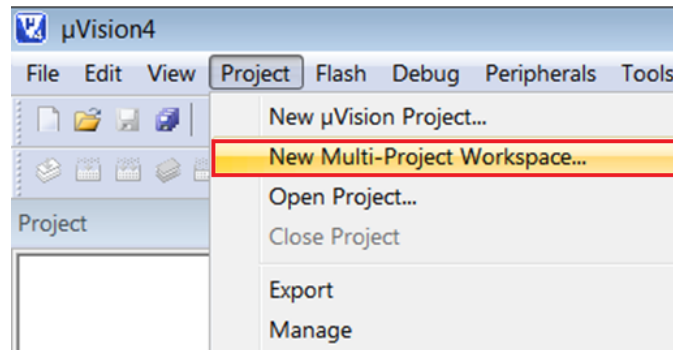 µVision4
File Edit View Project Flash Debug Peripherals Tools
New µVision Project...
New Multi-Project Workspace...
Open Project...
Close Project
Project
Export
Manage